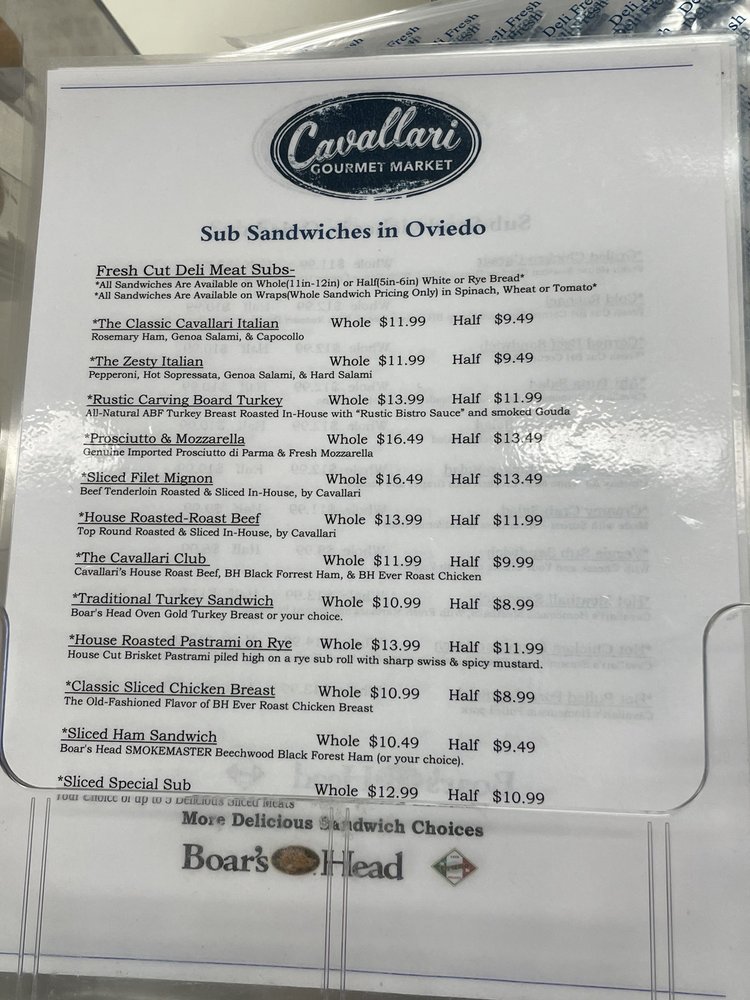 Deli Fresh
Cavallari
GOURMET MARKET
Sub Sandwiches in Oviedo
Fresh Cut Deli Meat Subs-
*All Sandwiches Are Available on Whole(11in-12in) or Half(5in-6in) White or Rye Bread*
*All Sandwiches Are Available on Wraps(Whole Sandwich Pricing Only) in Spinach, Wheat or Tomato*
*The Classic Cavallari Italian Whole $11.99 Half $9.49
Rosemary Ham, Genoa Salami, & Capocollo
*The Zesty Italian Whole $11.99 Half $9.49
Pepperoni, Hot Sopressata, Genoa Salami, & Hard Salami
*Rustic Carving Board Turkey Whole $13.99 Half $11.99
All-Natural ABF Turkey Breast Roasted In-House with “Rustic Bistro Sauce” and smoked Gouda
*Prosciutto & Mozzarella Whole $16.49 Half $13.49
Genuine Imported Prosciutto di Parma & Fresh Mozzarella
*Sliced Filet Mignon Whole $16.49 Half $13.49
Beef Tenderloin Roasted & Sliced In-House, by Cavallari
*House Roasted-Roast Beef Whole $13.99 Half $11.99
Top Round Roasted & Sliced In-House, by Cavallari
*The Cavallari Club Whole $11.99 Half $9.99
Cavallari's House Roast Beef, BH Black Forrest Ham, & BH Ever Roast Chicken
*Traditional Turkey Sandwich Whole $10.99 Half $8.99
Boar's Head Oven Gold Turkey Breast or your choice.
*House Roasted Pastrami on Rye Whole $13.99 Half $11.99
House Cut Brisket Pastrami piled high on a rye sub roll with sharp swiss & spicy mustard.
*Classic Sliced Chicken Breast Whole $10.99 Half $8.99
The Old-Fashioned Flavor of BH Ever Roast Chicken Breast
*Sliced Ham Sandwich Whole $10.49 Half $9.49
Boar's Head SMOKEMASTER Beechwood Black Forest Ham (or your choice).
*Sliced Special Sub Whole $12.99 Half $10.99
Your Choice of up to 3 Delicious Sliced Meats
More Delicious Sandwich Choices
Boar's Head